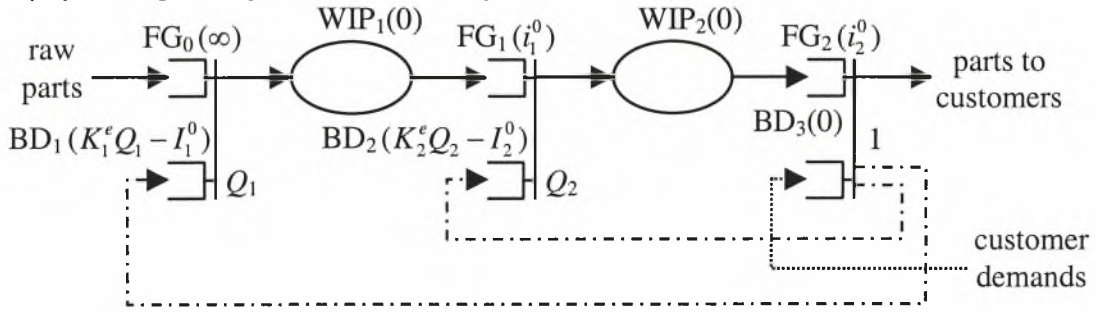 WIP₁(0)
WIP₂(0)
raw parts
FG₀(∞)
FG₁(i₁⁰)
FG₂(i₂⁰)
parts to customers
BD₁(K₁ᵉQ₁ − I₁⁰)
BD₂(K₂ᵉQ₂ − I₂⁰)
BD₃(0)
1
Q₁
Q₂
customer demands